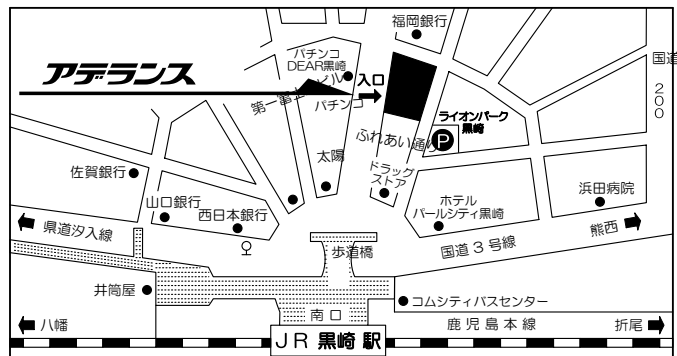 福岡銀行
国道
200
アデランス
パチンコ
DEAR黒崎
入口
第一富士
ビル
パチンコ
ライオンパーク
黒崎
P
ふれあい通り
太陽
ドラッグ
ストア
佐賀銀行
山口銀行
西日本銀行
ホテル
パールシティ黒崎
浜田病院
県道汐入線
歩道橋
国道3号線
熊西
井筒屋
南口
コムシティバスセンター
八幡
鹿児島本線
折尾
JR 黒崎駅